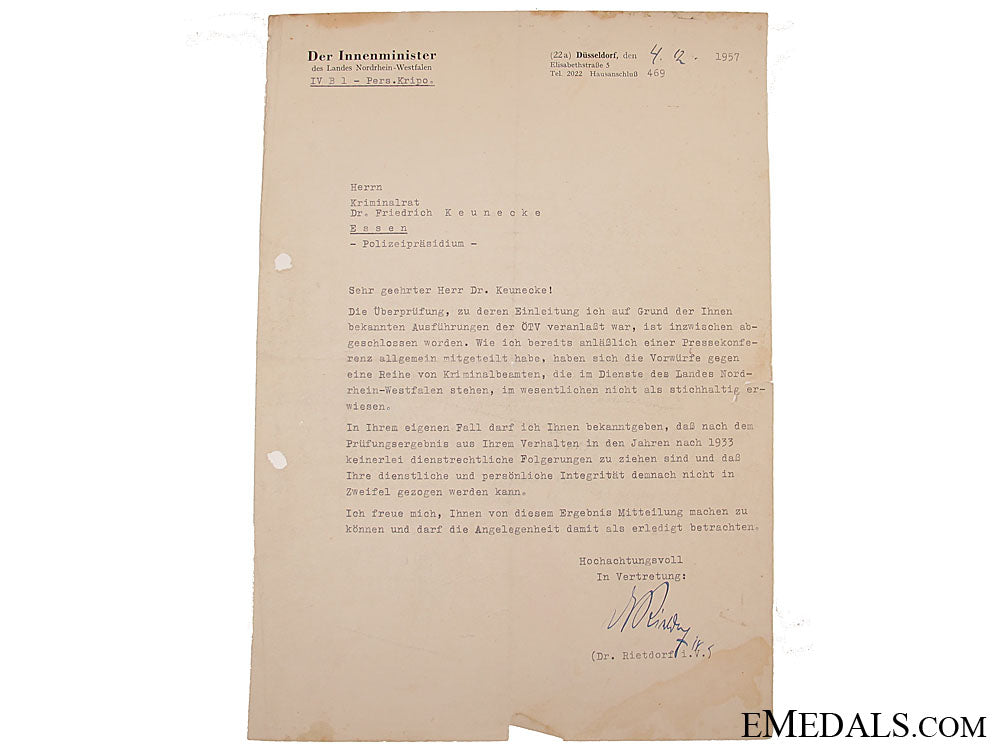 Der Innenminister
des Landes Nordrhein-Westfalen
IV B 1 - Pers.Kripo.
(22a) Düsseldorf, den 4. 2. 1957
Elisabethstraße 5
Tel. 2022 Hausanschluß 469
Herrn
Kriminalrat
Dr. Friedrich K e u n e c k e
E s s e n
- Polizeipräsidium -
Sehr geehrter Herr Dr. Keunecke!
Die Überprüfung, zu deren Einleitung ich auf Grund der Ihnen
bekannten Ausführungen der ÖTV veranlaßt war, ist inzwischen ab-
geschlossen worden. Wie ich bereits anläßlich einer Pressekonfe-
renz allgemein mitgeteilt habe, haben sich die Vorwürfe gegen
eine Reihe von Kriminalbeamten, die im Dienste des Landes Nord-
rhein-Westfalen stehen, im wesentlichen nicht als stichhaltig er-
wiesen.
In Ihrem eigenen Fall darf ich Ihnen bekanntgeben, daß nach dem
Prüfungsergebnis aus Ihrem Verhalten in den Jahren nach 1933
keinerlei dienstrechtliche Folgerungen zu ziehen sind und daß
Ihre dienstliche und persönliche Integrität demnach nicht in
Zweifel gezogen werden kann.
Ich freue mich, Ihnen von diesem Ergebnis Mitteilung machen zu
können und darf die Angelegenheit damit als erledigt betrachten.
Hochachtungsvoll
In Vertretung:
(Dr. Rietdorf i.V.)
EMEDALS.COM